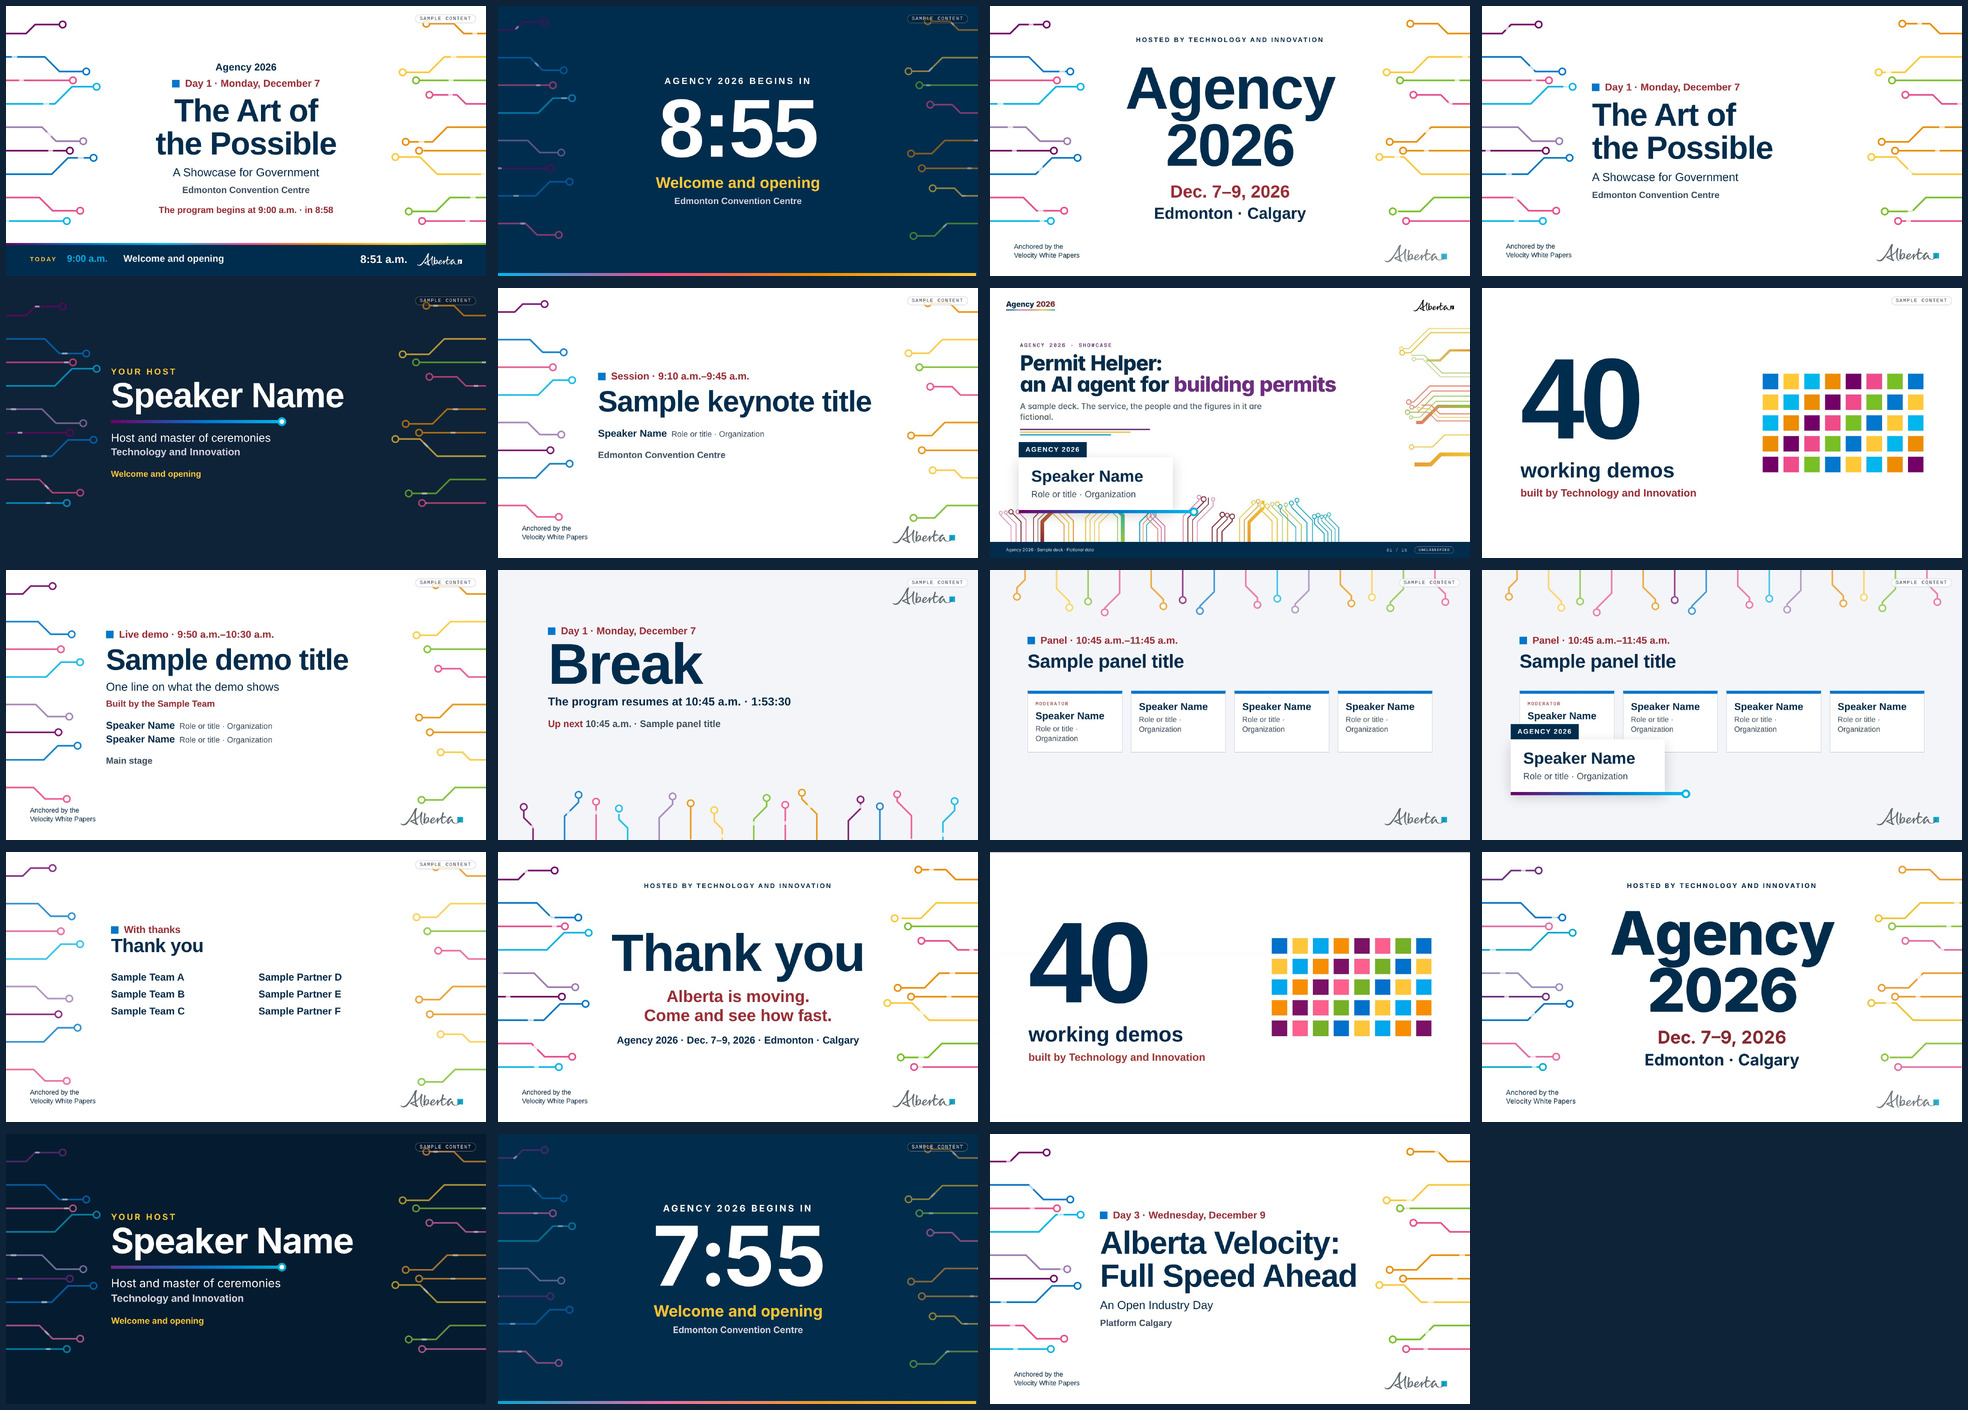 SAMPLE CONTENT
Agency 2026
Day 1 · Monday, December 7
The Art of
the Possible
A Showcase for Government
Edmonton Convention Centre
The program begins at 9:00 a.m. · in 8:58
TODAY 9:00 a.m. Welcome and opening 8:51 a.m. Alberta
SAMPLE CONTENT
AGENCY 2026 BEGINS IN
8:55
Welcome and opening
Edmonton Convention Centre
HOSTED BY TECHNOLOGY AND INNOVATION
Agency
2026
Dec. 7–9, 2026
Edmonton · Calgary
Anchored by the
Velocity White Papers
Alberta
Day 1 · Monday, December 7
The Art of
the Possible
A Showcase for Government
Edmonton Convention Centre
Anchored by the
Velocity White Papers
Alberta
SAMPLE CONTENT
YOUR HOST
Speaker Name
Host and master of ceremonies
Technology and Innovation
Welcome and opening
SAMPLE CONTENT
Session · 9:10 a.m.–9:45 a.m.
Sample keynote title
Speaker Name Role or title · Organization
Edmonton Convention Centre
Anchored by the
Velocity White Papers
Alberta
Agency 2026
Alberta
AGENCY 2026 · SHOWCASE
Permit Helper:
an AI agent for building permits
A sample deck. The service, the people and the figures in it are
fictional.
AGENCY 2026
Speaker Name
Role or title · Organization
Agency 2026 · Sample deck · Fictional data
UNCLASSIFIED
SAMPLE CONTENT
40
working demos
built by Technology and Innovation
SAMPLE CONTENT
Live demo · 9:50 a.m.–10:30 a.m.
Sample demo title
One line on what the demo shows
Built by the Sample Team
Speaker Name Role or title · Organization
Speaker Name Role or title · Organization
Main stage
Anchored by the
Velocity White Papers
Alberta
SAMPLE CONTENT
Alberta
Day 1 · Monday, December 7
Break
The program resumes at 10:45 a.m. · 1:53:30
Up next 10:45 a.m. · Sample panel title
SAMPLE CONTENT
Panel · 10:45 a.m.–11:45 a.m.
Sample panel title
MODERATOR
Speaker Name
Role or title ·
Organization
Speaker Name
Role or title ·
Organization
Speaker Name
Role or title ·
Organization
Speaker Name
Role or title ·
Organization
Alberta
SAMPLE CONTENT
Panel · 10:45 a.m.–11:45 a.m.
Sample panel title
MODERATOR
Speaker Name
Speaker Name
Role or title ·
Organization
Speaker Name
Role or title ·
Organization
Speaker Name
Role or title ·
Organization
AGENCY 2026
Speaker Name
Role or title · Organization
Alberta
SAMPLE CONTENT
With thanks
Thank you
Sample Team A Sample Partner D
Sample Team B Sample Partner E
Sample Team C Sample Partner F
Anchored by the
Velocity White Papers
Alberta
HOSTED BY TECHNOLOGY AND INNOVATION
Thank you
Alberta is moving.
Come and see how fast.
Agency 2026 · Dec. 7–9, 2026 · Edmonton · Calgary
Anchored by the
Velocity White Papers
Alberta
40
working demos
built by Technology and Innovation
HOSTED BY TECHNOLOGY AND INNOVATION
Agency
2026
Dec. 7–9, 2026
Edmonton · Calgary
Anchored by the
Velocity White Papers
Alberta
SAMPLE CONTENT
YOUR HOST
Speaker Name
Host and master of ceremonies
Technology and Innovation
Welcome and opening
SAMPLE CONTENT
AGENCY 2026 BEGINS IN
7:55
Welcome and opening
Edmonton Convention Centre
Day 3 · Wednesday, December 9
Alberta Velocity:
Full Speed Ahead
An Open Industry Day
Platform Calgary
Anchored by the
Velocity White Papers
Alberta